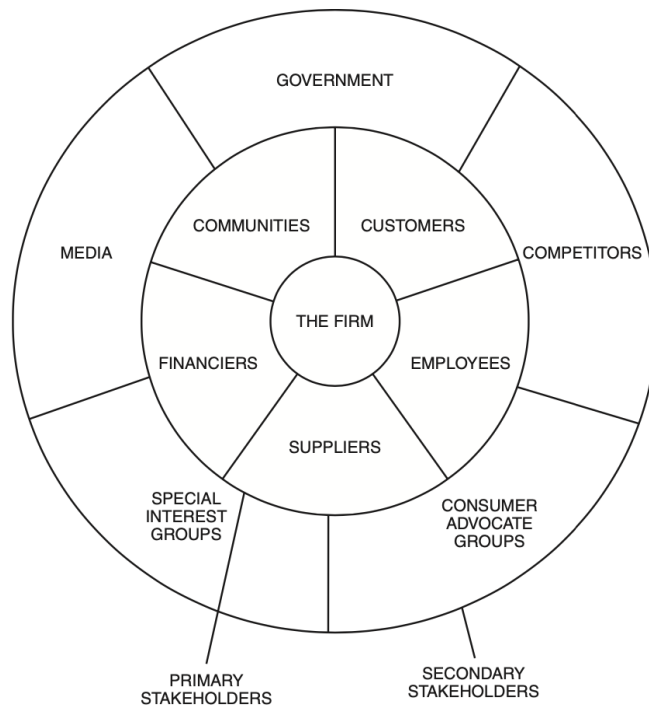 GOVERNMENT
COMMUNITIES
CUSTOMERS
MEDIA
COMPETITORS
THE FIRM
FINANCIERS
EMPLOYEES
SUPPLIERS
SPECIAL
INTEREST
GROUPS
CONSUMER
ADVOCATE
GROUPS
PRIMARY
STAKEHOLDERS
SECONDARY
STAKEHOLDERS